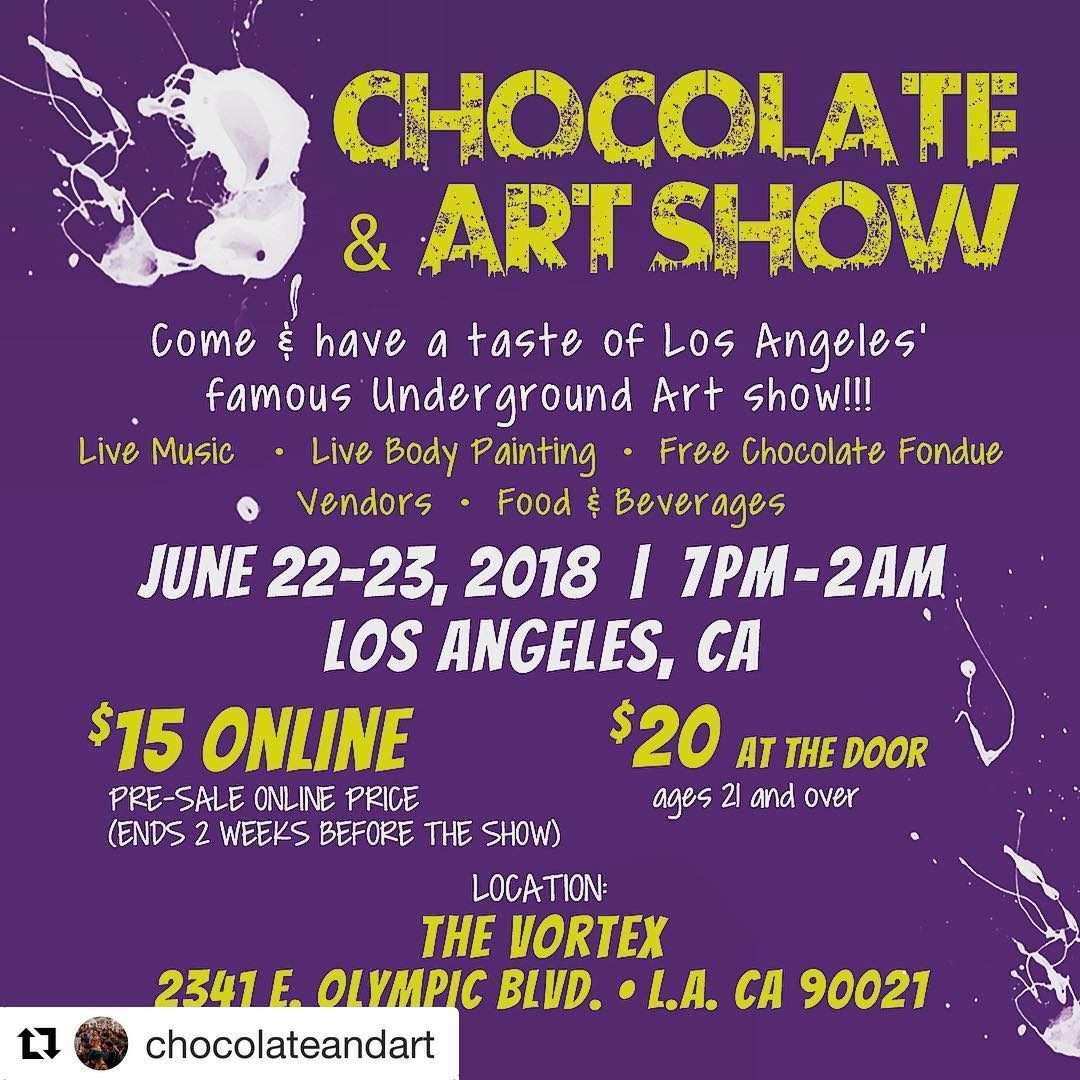 CHOCOLATE
& ART SHOW
Come & have a taste of Los Angeles'
famous Underground Art show!!!
Live Music • Live Body Painting • Free Chocolate Fondue
Vendors • Food & Beverages
JUNE 22-23, 2018 | 7PM-2AM
LOS ANGELES, CA
$15 ONLINE
PRE-SALE ONLINE PRICE
(ENDS 2 WEEKS BEFORE THE SHOW)
$20 AT THE DOOR
ages 21 and over
LOCATION:
THE VORTEX
2341 E. OLYMPIC BLVD. • L.A. CA 90021
chocolateandart